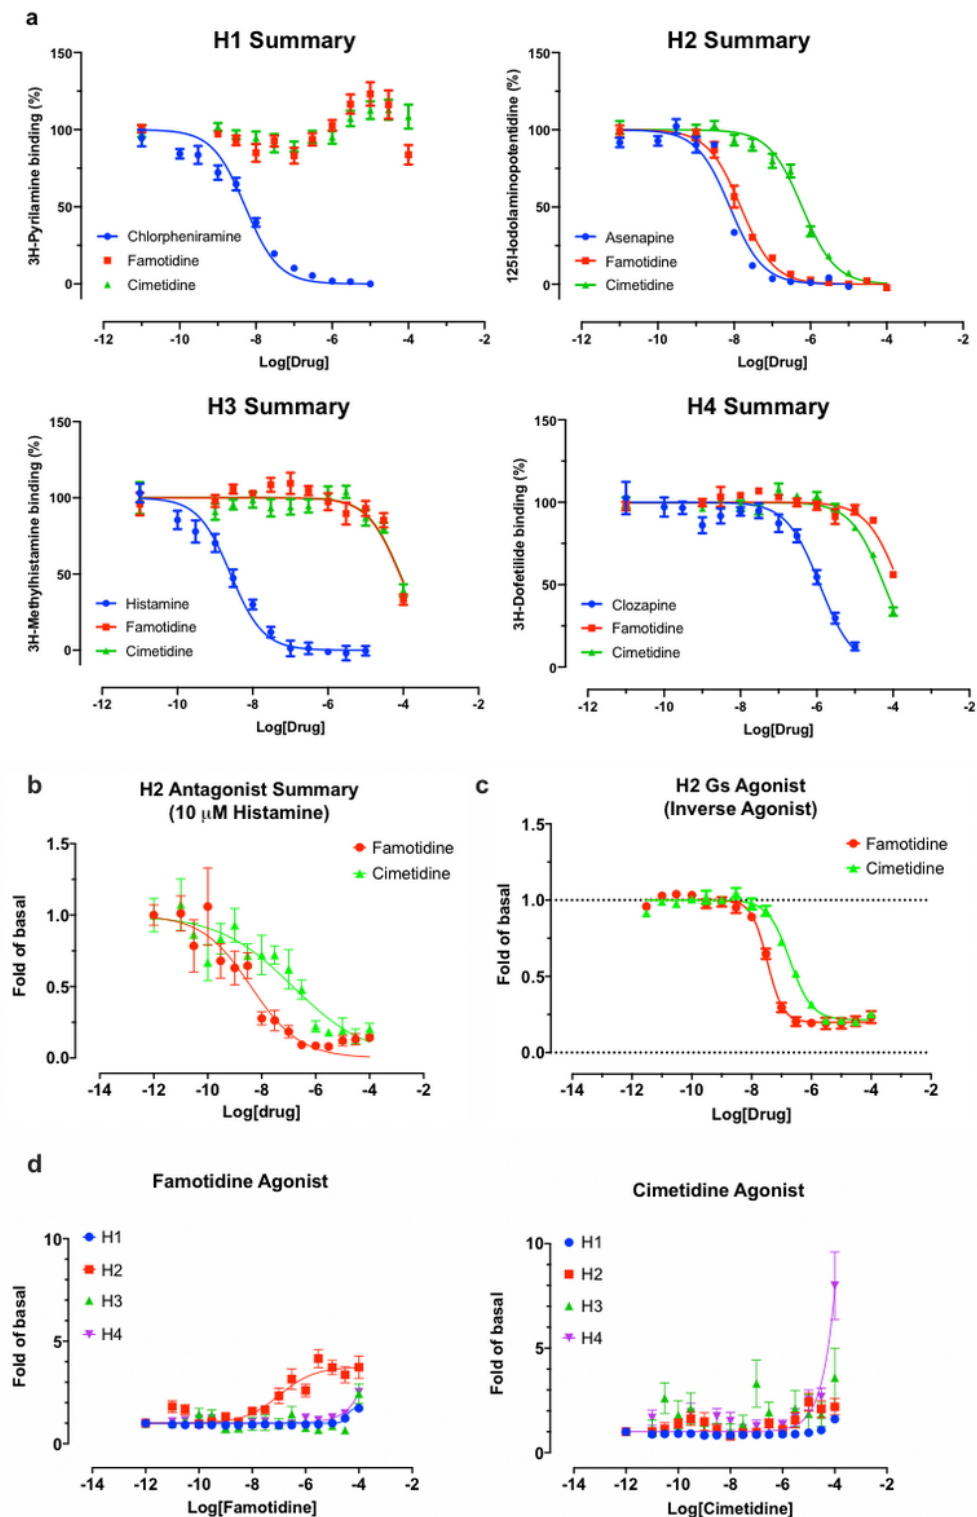 a
H1 Summary
150
100
50
0
3H-Pyrilamine binding (%)
Chlorpheniramine
Famotidine
Cimetidine
-12 -10 -8 -6 -4 -2
Log[Drug]
H2 Summary
150
100
50
0
125I-Iodolaminopotentidine (%)
Asenapine
Famotidine
Cimetidine
-12 -10 -8 -6 -4 -2
Log[Drug]
H3 Summary
150
100
50
0
3H-Methylhistamine binding (%)
Histamine
Famotidine
Cimetidine
-12 -10 -8 -6 -4 -2
Log[Drug]
H4 Summary
150
100
50
0
3H-Dofetilide binding (%)
Clozapine
Famotidine
Cimetidine
-12 -10 -8 -6 -4 -2
Log[Drug]
b
H2 Antagonist Summary
(10 μM Histamine)
1.5
1.0
0.5
0.0
Fold of basal
Famotidine
Cimetidine
-14 -12 -10 -8 -6 -4 -2
Log[drug]
c
H2 Gs Agonist
(Inverse Agonist)
1.5
1.0
0.5
0.0
Fold of basal
Famotidine
Cimetidine
-14 -12 -10 -8 -6 -4 -2
Log[Drug]
d
Famotidine Agonist
10
5
0
Fold of basal
H1
H2
H3
H4
-14 -12 -10 -8 -6 -4 -2
Log[Famotidine]
Cimetidine Agonist
10
5
0
Fold of basal
H1
H2
H3
H4
-14 -12 -10 -8 -6 -4 -2
Log[Cimetidine]